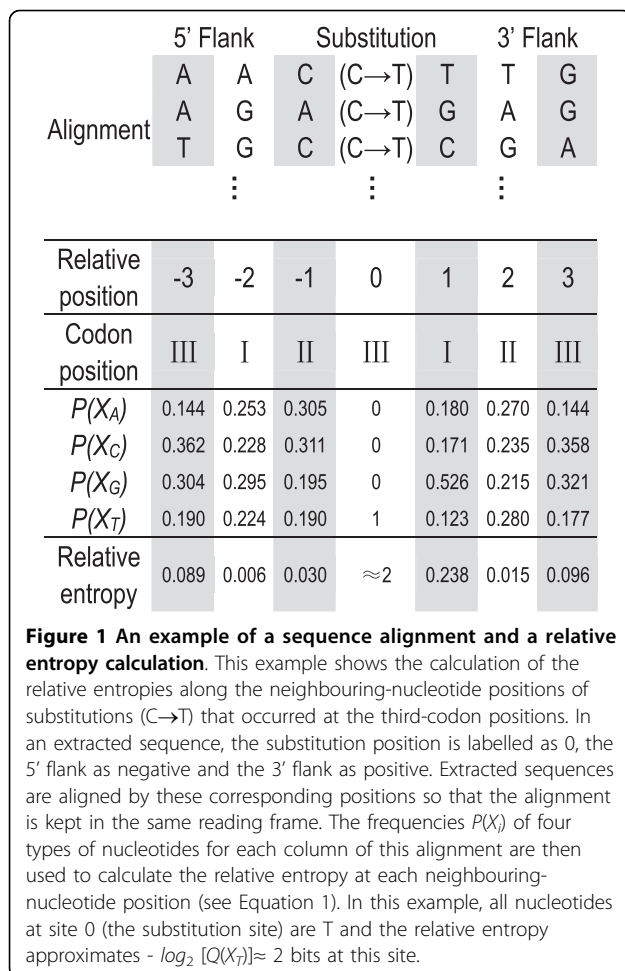 5' Flank Substitution 3' Flank
A A C (C→T) T T G
A G A (C→T) G A G
Alignment
T G C (C→T) C G A
⋮ ⋮ ⋮
Relative position -3 -2 -1 0 1 2 3
Codon position III I II III I II III
P(X_A) 0.144 0.253 0.305 0 0.180 0.270 0.144
P(X_C) 0.362 0.228 0.311 0 0.171 0.235 0.358
P(X_G) 0.304 0.295 0.195 0 0.526 0.215 0.321
P(X_T) 0.190 0.224 0.190 1 0.123 0.280 0.177
Relative entropy 0.089 0.006 0.030 ≈2 0.238 0.015 0.096
Figure 1 An example of a sequence alignment and a relative
entropy calculation. This example shows the calculation of the
relative entropies along the neighbouring-nucleotide positions of
substitutions (C→T) that occurred at the third-codon positions. In
an extracted sequence, the substitution position is labelled as 0, the
5' flank as negative and the 3' flank as positive. Extracted sequences
are aligned by these corresponding positions so that the alignment
is kept in the same reading frame. The frequencies P(X_i) of four
types of nucleotides for each column of this alignment are then
used to calculate the relative entropy at each neighbouring-
nucleotide position (see Equation 1). In this example, all nucleotides
at site 0 (the substitution site) are T and the relative entropy
approximates - log₂ [Q(X_T)]≈ 2 bits at this site.